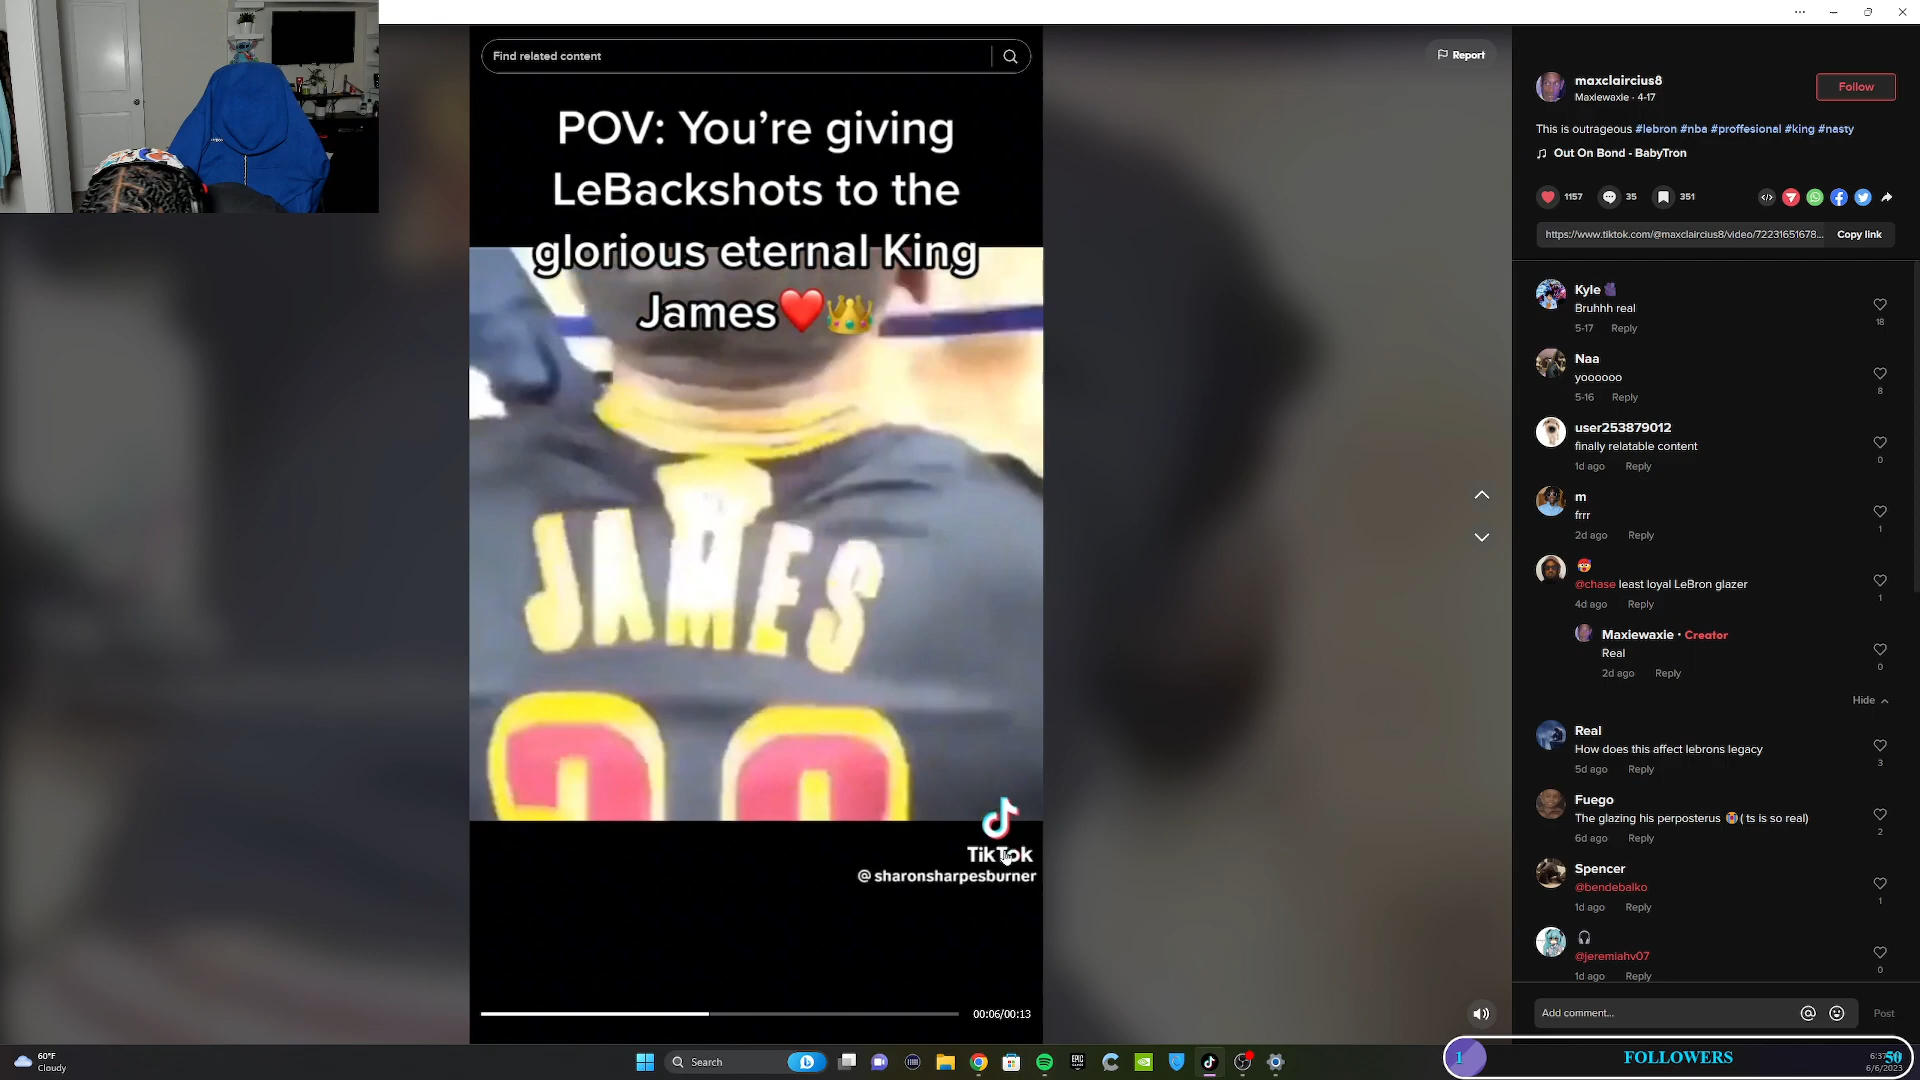 Find related content
Report
POV: You're giving
LeBackshots to the
glorious eternal King
James❤️👑
JAMES
TikTok
@ sharonsharpesburner
00:06/00:13
maxclaircius8
Maxiewaxie · 4-17
Follow
This is outrageous #lebron #nba #proffesional #king #nasty
Out On Bond - BabyTron
1157
35
351
https://www.tiktok.com/@maxclaircius8/video/72231651678...
Copy link
Kyle
Bruhhh real
5-17 Reply
18
Naa
yoooooo
5-16 Reply
8
user253879012
finally relatable content
1d ago Reply
0
m
frrr
2d ago Reply
1
@chase least loyal LeBron glazer
4d ago Reply
1
Maxiewaxie · Creator
Real
2d ago Reply
0
Hide
Real
How does this affect lebrons legacy
5d ago Reply
3
Fuego
The glazing his perposterus ( ts is so real)
6d ago Reply
2
Spencer
@bendebalko
1d ago Reply
1
@jeremiahv07
1d ago Reply
0
Add comment...
Post
60°F
Cloudy
Search
EPIC
1
FOLLOWERS
50
6/6/2023